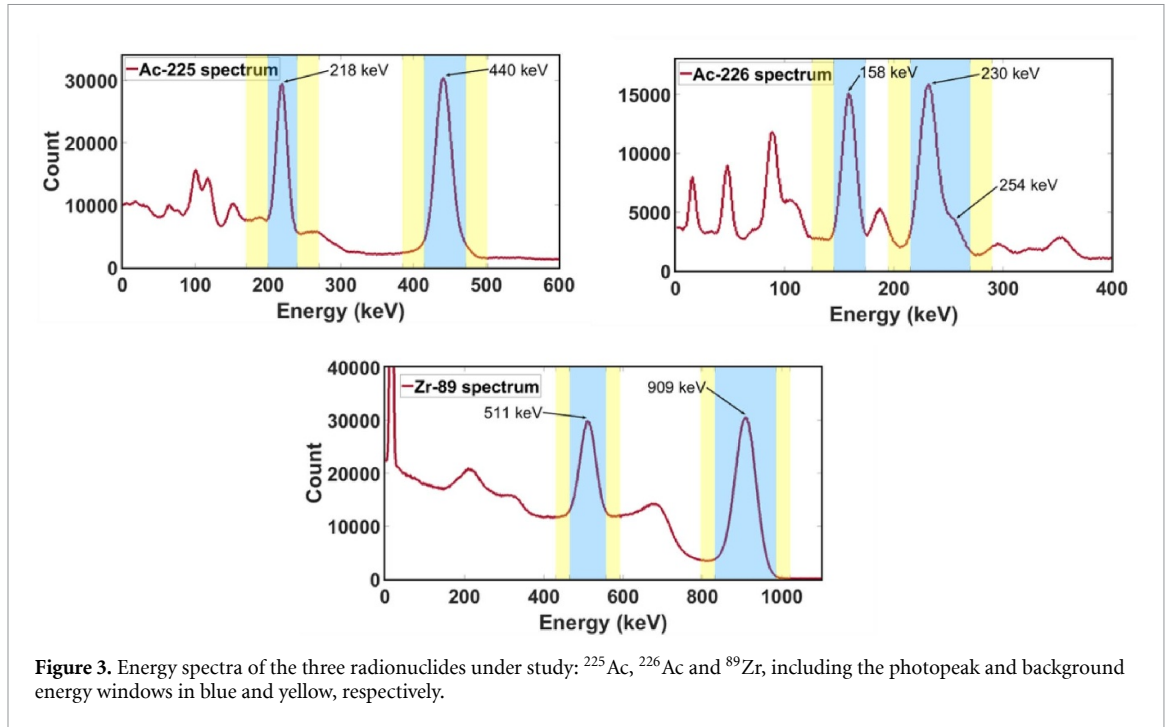 Ac-225 spectrum
218 keV
440 keV
30000
20000
10000
0
Count
0 100 200 300 400 500 600
Energy (keV)
Ac-226 spectrum
158 keV
230 keV
254 keV
15000
10000
5000
0
0 100 200 300 400
Energy (keV)
Zr-89 spectrum
511 keV
909 keV
40000
30000
20000
10000
0
Count
0 200 400 600 800 1000
Energy (keV)
Figure 3. Energy spectra of the three radionuclides under study: ²²⁵Ac, ²²⁶Ac and ⁸⁹Zr, including the photopeak and background
energy windows in blue and yellow, respectively.